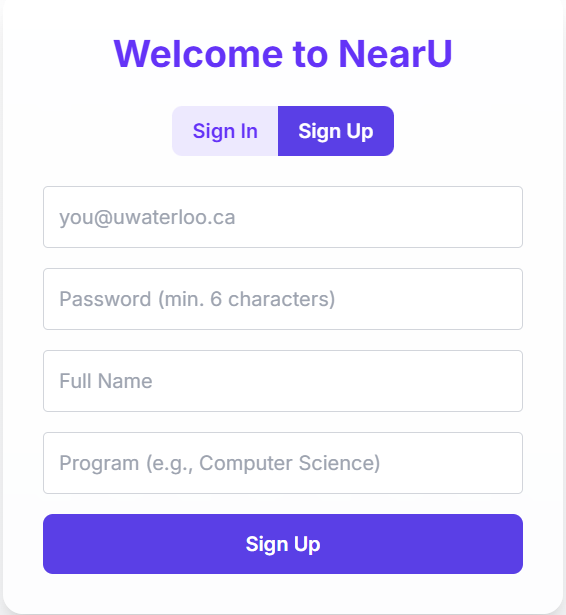 Welcome to NearU
Sign In Sign Up
you@uwaterloo.ca
Password (min. 6 characters)
Full Name
Program (e.g., Computer Science)
Sign Up